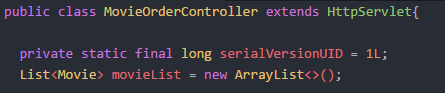 public class MovieOrderController extends HttpServlet{
private static final long serialVersionUID = 1L;
List<Movie> movieList = new ArrayList<>();